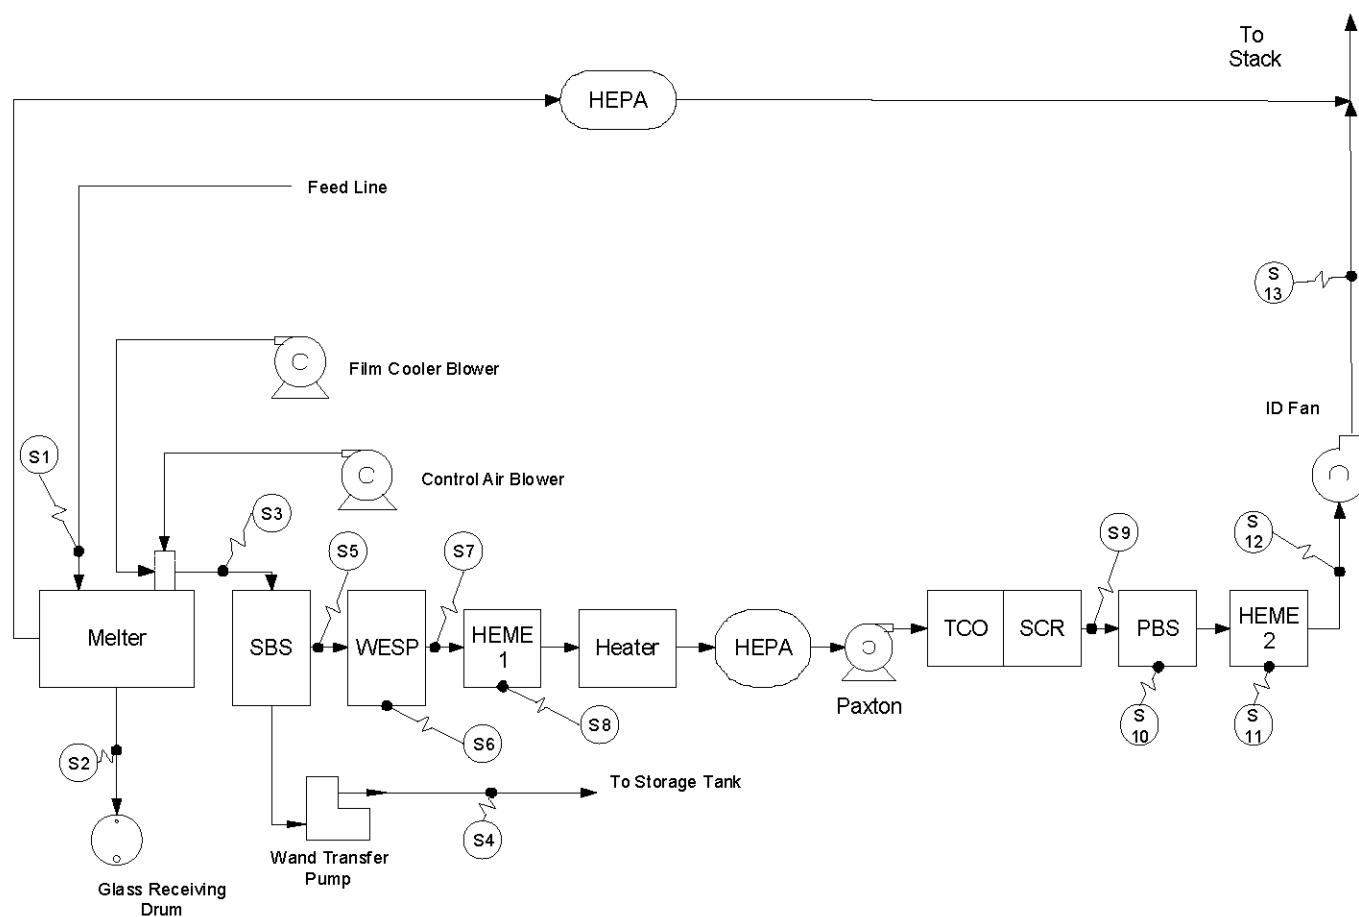 To
Stack
HEPA
Feed Line
S
13
C
Film Cooler Blower
ID Fan
S1
C
Control Air Blower
C
S3
S5
S7
S9
S
12
Melter
SBS
WESP
HEME
1
Heater
HEPA
C
Paxton
TCO
SCR
PBS
HEME
2
S2
S6
S8
S
10
S
11
To Storage Tank
S4
Wand Transfer
Pump
Glass Receiving
Drum